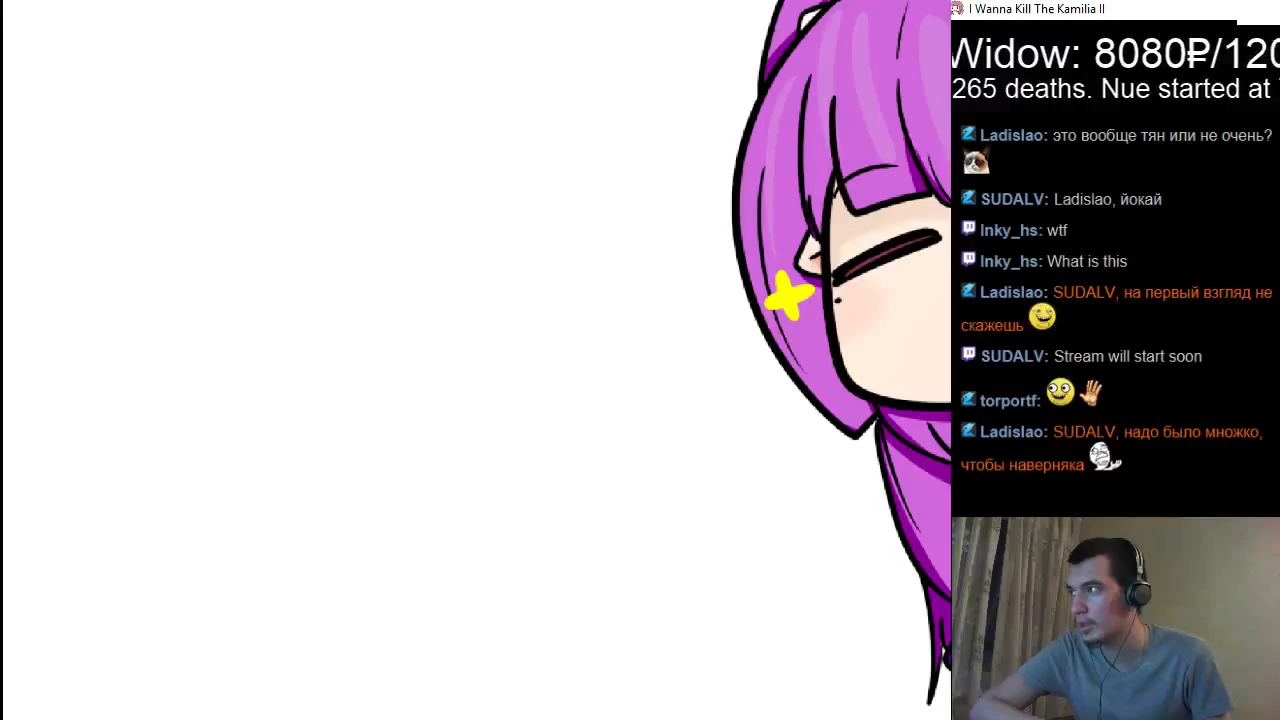 I Wanna Kill The Kamilia II
Widow: 8080₽/120
265 deaths. Nue started at
Ladislao: это вообще тян или не очень?
SUDALV: Ladislao, йокай
Inky_hs: wtf
Inky_hs: What is this
Ladislao: SUDALV, на первый взгляд не
скажешь
SUDALV: Stream will start soon
torportf:
Ladislao: SUDALV, надо было множко,
чтобы наверняка